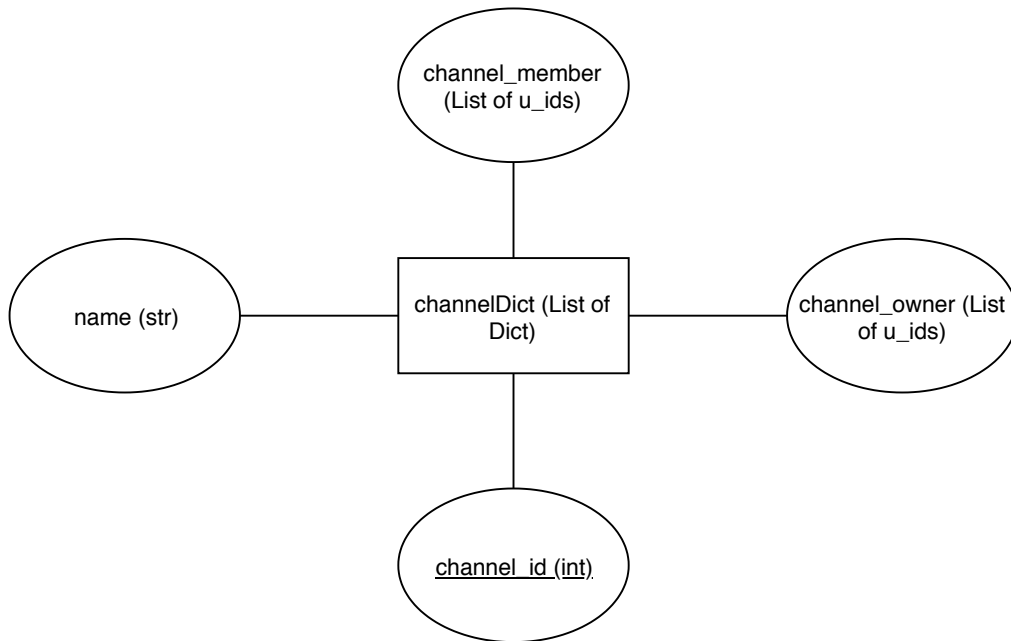 channel_member
(List of u_ids)
name (str)
channelDict (List of
Dict)
channel_owner (List
of u_ids)
channel_id (int)